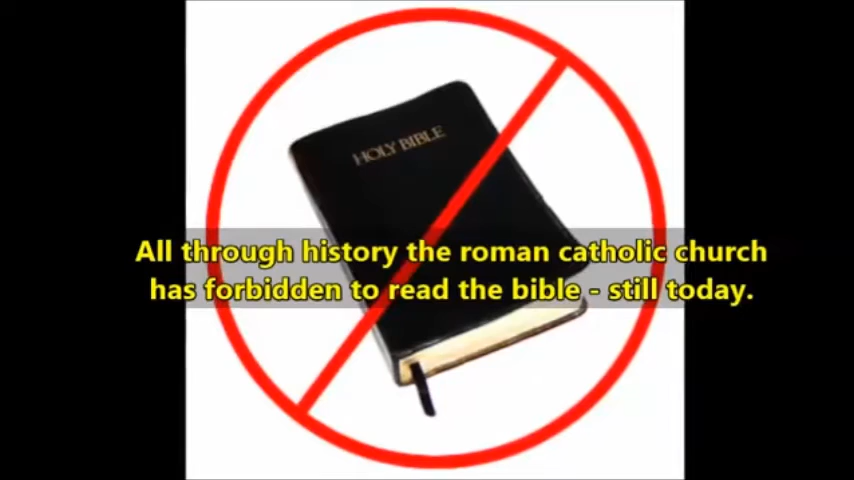 HOLY BIBLE
All through history the roman catholic church
has forbidden to read the bible - still today.